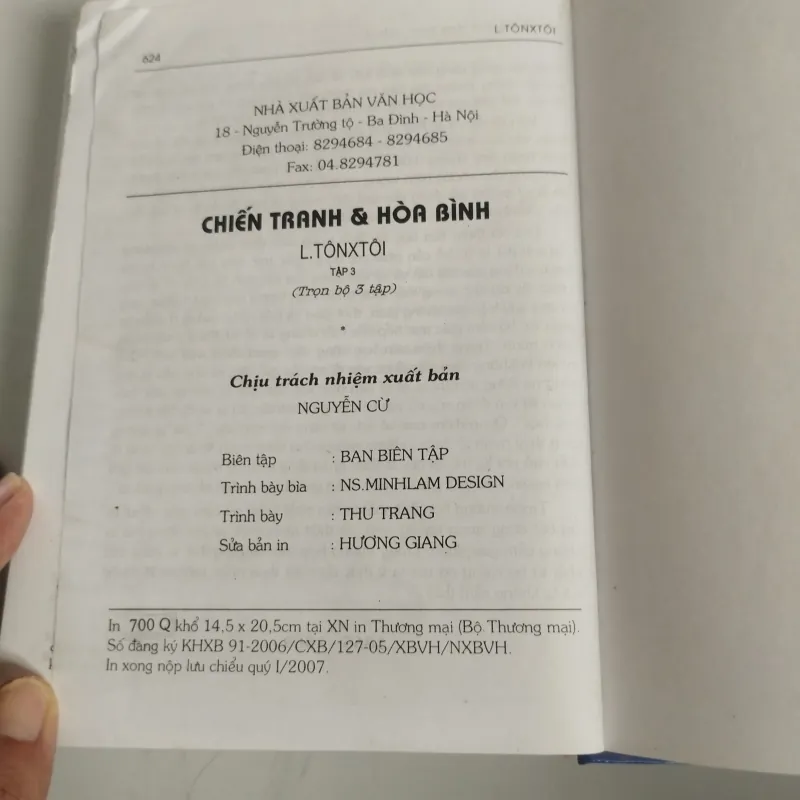 624
L.TÔNXTÔI
NHÀ XUẤT BẢN VĂN HỌC
18 - Nguyễn Trường tộ - Ba Đình - Hà Nội
Điện thoại: 8294684 - 8294685
Fax: 04.8294781
CHIẾN TRANH & HÒA BÌNH
L.TÔNXTÔI
TẬP 3
(Trọn bộ 3 tập)
*
Chịu trách nhiệm xuất bản
NGUYỄN CỪ
Biên tập : BAN BIÊN TẬP
Trình bày bìa : NS.MINHLAM DESIGN
Trình bày : THU TRANG
Sửa bản in : HƯƠNG GIANG
In 700 Q khổ 14,5 x 20,5cm tại XN in Thương mại (Bộ Thương mại).
Số đăng ký KHXB 91-2006/CXB/127-05/XBVH/NXBVH.
In xong nộp lưu chiểu quý I/2007.